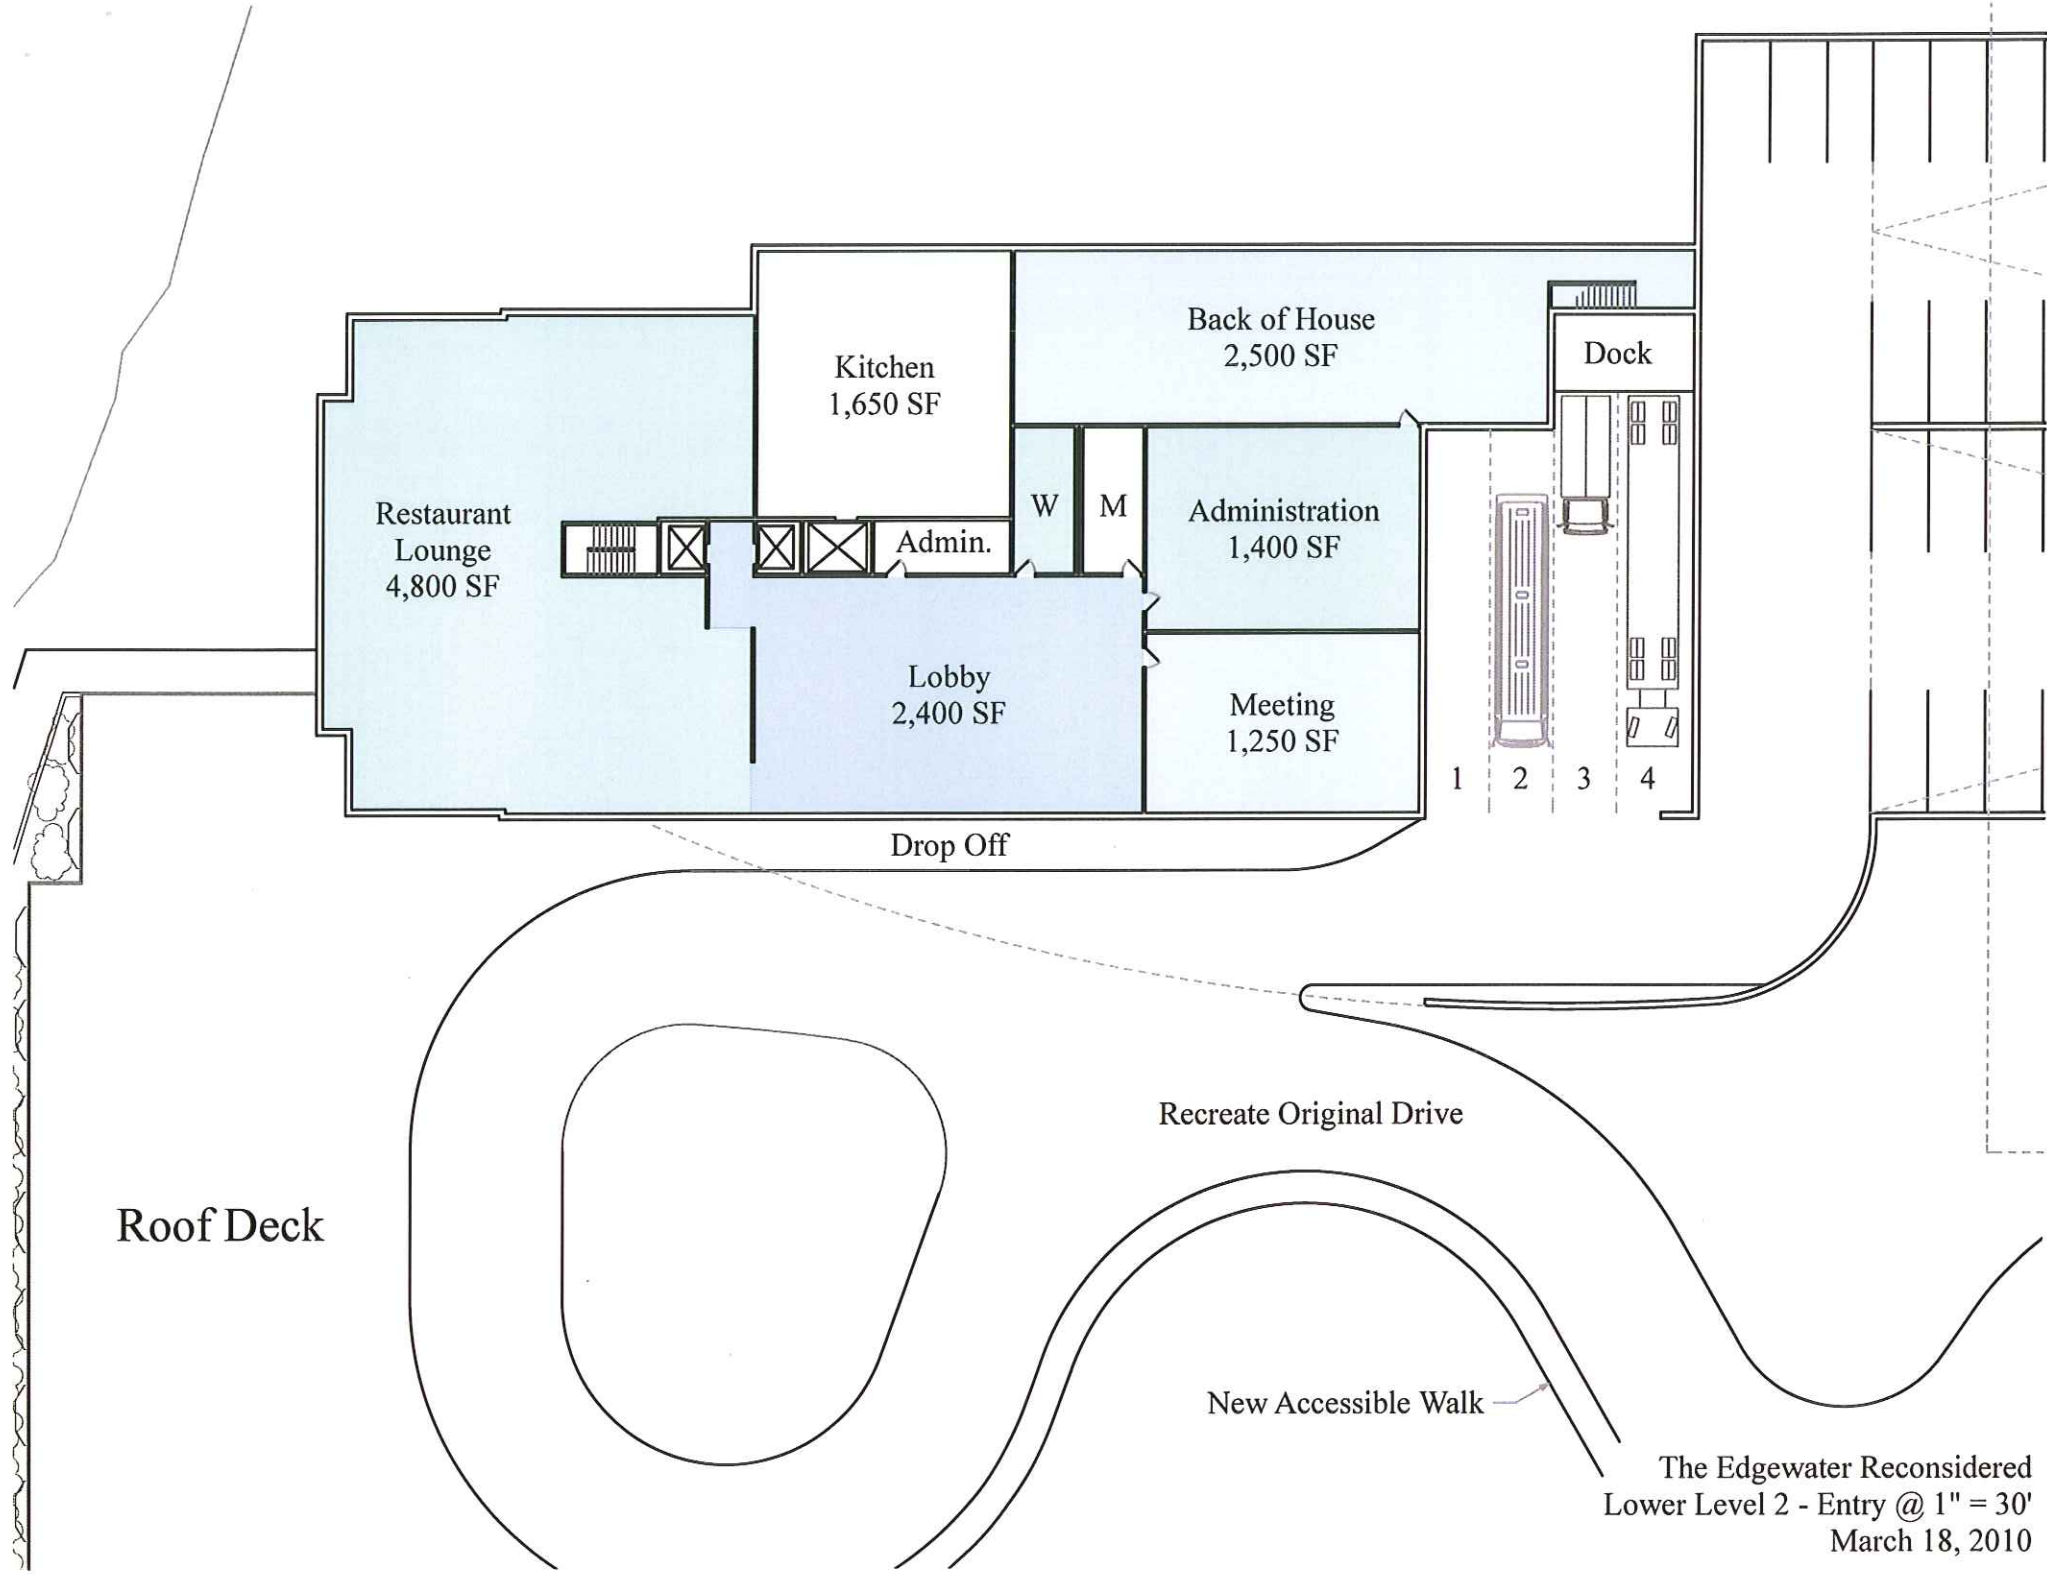 Back of House
2,500 SF
Dock
Kitchen
1,650 SF
Restaurant
Lounge
4,800 SF
Admin.
W
M
Administration
1,400 SF
Lobby
2,400 SF
Meeting
1,250 SF
1
2
3
4
Drop Off
Recreate Original Drive
Roof Deck
New Accessible Walk
The Edgewater Reconsidered
Lower Level 2 - Entry @ 1" = 30'
March 18, 2010